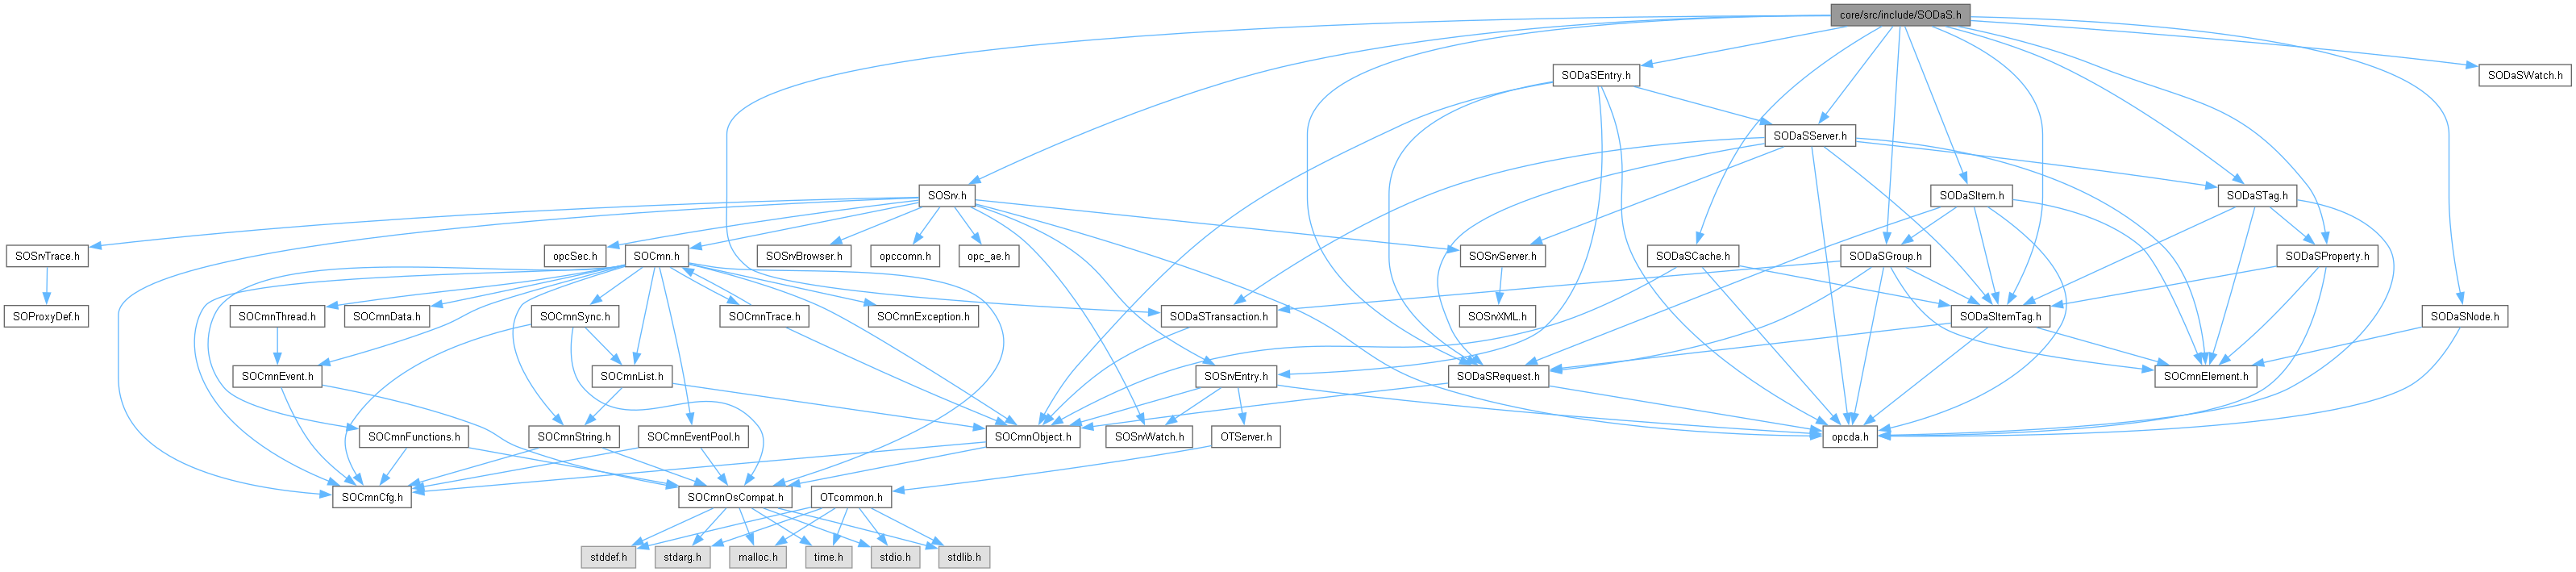 core/src/include/SODaS.h
SODaSEntry.h
SODaSWatch.h
SODaSServer.h
SOSrv.h
SODaSItem.h
SODaSTag.h
SOSrvTrace.h
opcSec.h
SOCmn.h
SOSrvBrowser.h
opccomn.h
opc_ae.h
SOSrvServer.h
SODaSCache.h
SODaSGroup.h
SODaSProperty.h
SOProxyDef.h
SOCmnThread.h
SOCmnData.h
SOCmnSync.h
SOCmnTrace.h
SOCmnException.h
SODaSTransaction.h
SOSrvXML.h
SODaSItemTag.h
SODaSNode.h
SOCmnEvent.h
SOCmnList.h
SOSrvEntry.h
SODaSRequest.h
SOCmnElement.h
SOCmnFunctions.h
SOCmnString.h
SOCmnEventPool.h
SOCmnObject.h
SOSrvWatch.h
OTServer.h
opcda.h
SOCmnCfg.h
SOCmnOsCompat.h
OTcommon.h
stddef.h
stdarg.h
malloc.h
time.h
stdio.h
stdlib.h